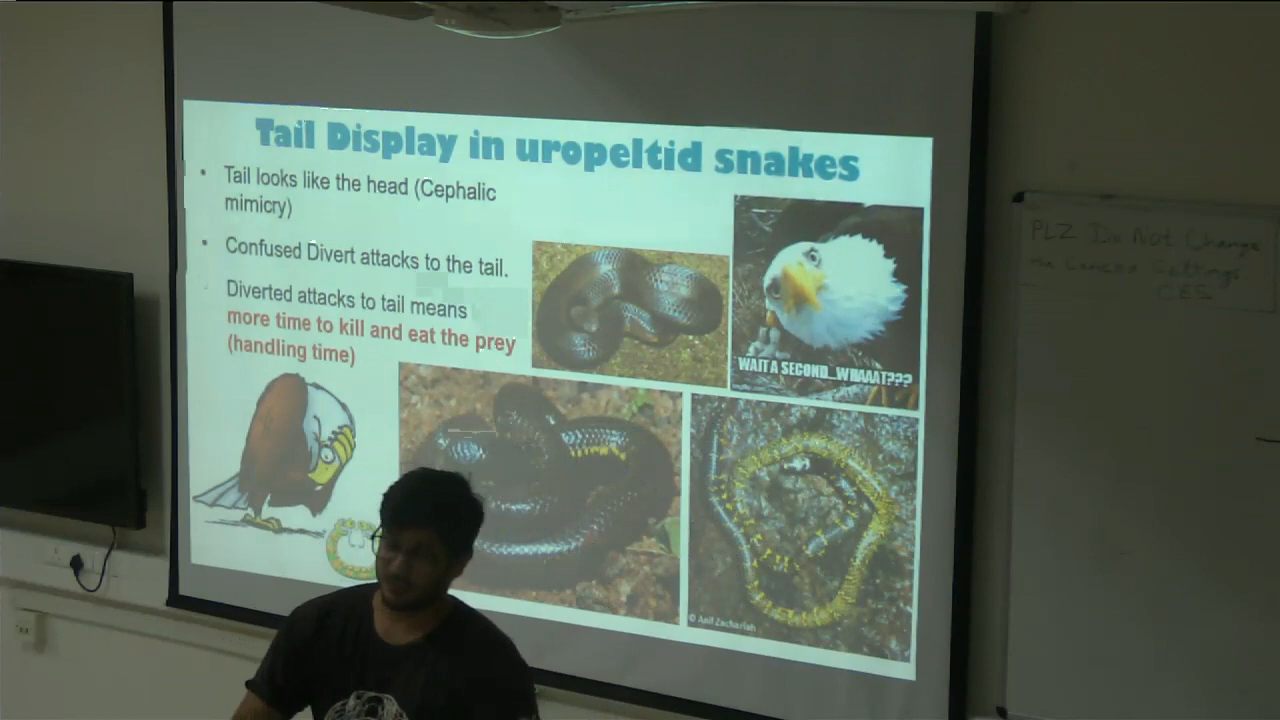 Tail Display in uropeltid snakes
• Tail looks like the head (Cephalic
mimicry)
• Confused Divert attacks to the tail.
Diverted attacks to tail means
more time to kill and eat the prey
(handling time)
WAIT A SECOND...WHAAAT???
© Anil Zachariah
PLZ Do Not Change
Settings